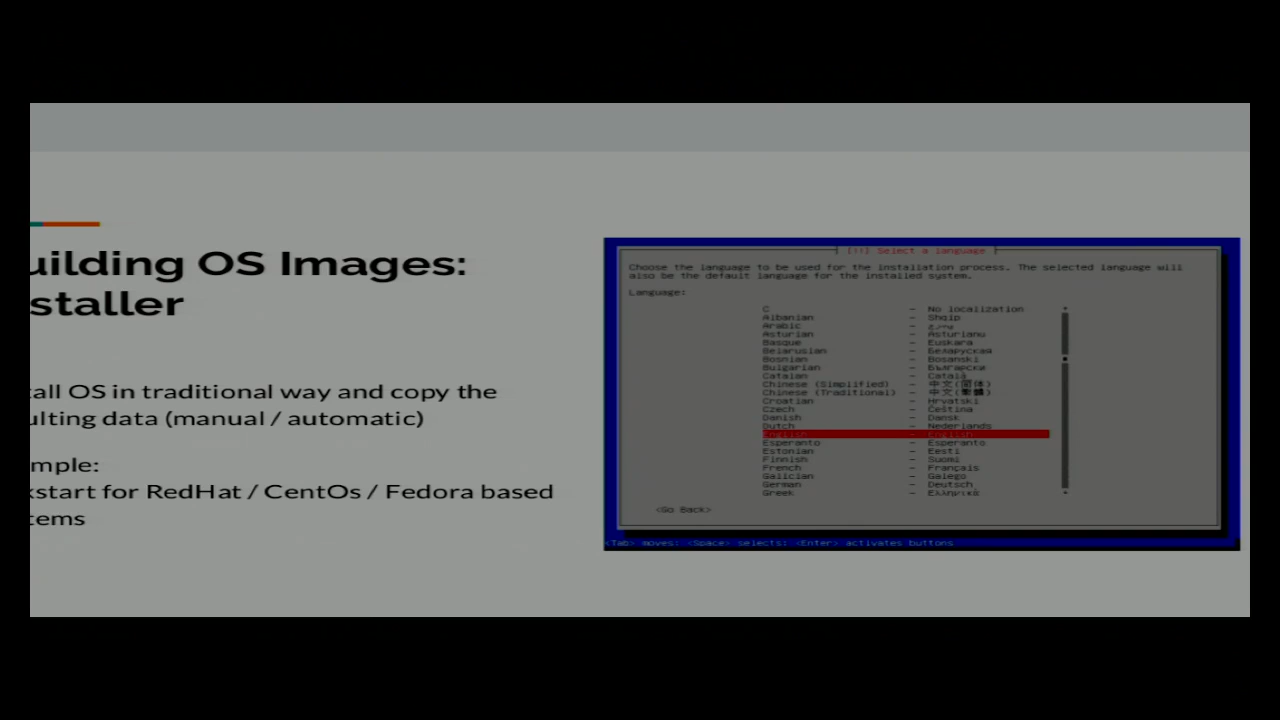 uilding OS Images:
staller
tall OS in traditional way and copy the
ulting data (manual / automatic)
mple:
kstart for RedHat / CentOs / Fedora based
tems
[!!] Select a language
Choose the language to be used for the installation process. The selected language will
also be the default language for the installed system.
Language:
C - No localization
Albanian - Shqip
Arabic - عربي
Asturian - Asturianu
Basque - Euskara
Belarusian - Беларуская
Bosnian - Bosanski
Bulgarian - Български
Catalan - Català
Chinese (Simplified) - 中文(简体)
Chinese (Traditional) - 中文(繁體)
Croatian - Hrvatski
Czech - Čeština
Danish - Dansk
Dutch - Nederlands
English - English
Esperanto - Esperanto
Estonian - Eesti
Finnish - Suomi
French - Français
Galician - Galego
German - Deutsch
Greek - Ελληνικά
<Go Back>
<Tab> moves; <Space> selects; <Enter> activates buttons